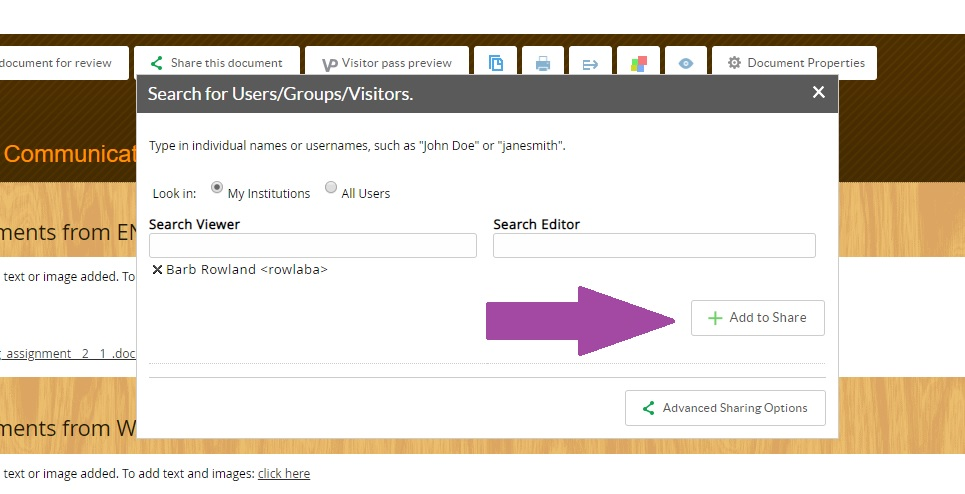 document for review
Share this document
VP Visitor pass preview
Document Properties
Search for Users/Groups/Visitors.
Communicat
Type in individual names or usernames, such as "John Doe" or "janesmith".
Look in: My Institutions All Users
ments from EN
Search Viewer
Search Editor
text or image added. To
Barb Rowland <rowlaba>
Add to Share
assignment 2 1 .doc
Advanced Sharing Options
ments from W
text or image added. To add text and images: click here